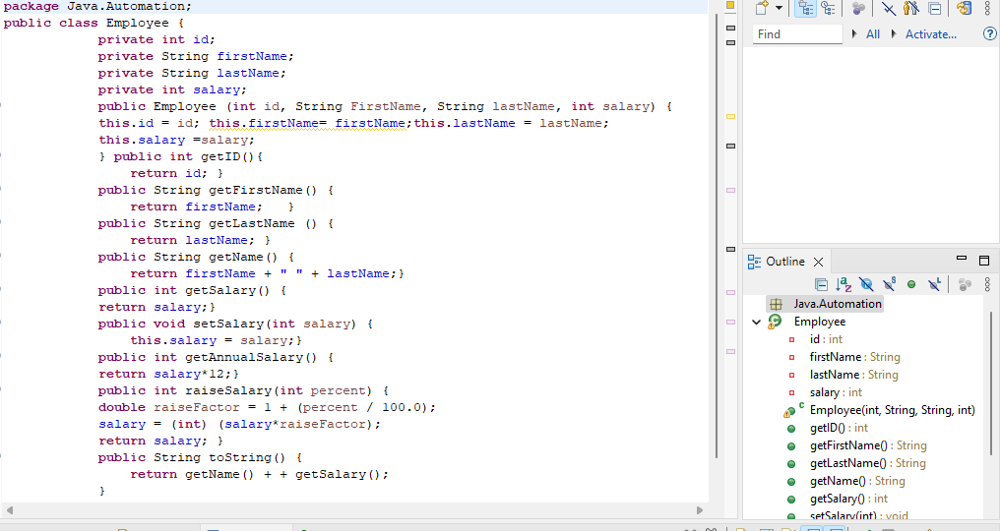 package Java.Automation;
public class Employee {
private int id;
private String firstName;
private String lastName;
private int salary;
public Employee (int id, String FirstName, String lastName, int salary) {
this.id = id; this.firstName= firstName;this.lastName = lastName;
this.salary =salary;
} public int getID(){
return id; }
public String getFirstName() {
return firstName; }
public String getLastName () {
return lastName; }
public String getName() {
return firstName + " " + lastName;}
public int getSalary() {
return salary;}
public void setSalary(int salary) {
this.salary = salary;}
public int getAnnualSalary() {
return salary*12;}
public int raiseSalary(int percent) {
double raiseFactor = 1 + (percent / 100.0);
salary = (int) (salary*raiseFactor);
return salary; }
public String toString() {
return getName() + + getSalary();
}
Find
All
Activate...
Outline
Java.Automation
Employee
id : int
firstName : String
lastName : String
salary : int
Employee(int, String, String, int)
getID() : int
getFirstName() : String
getLastName() : String
getName() : String
getSalary() : int
setSalary(int) : void